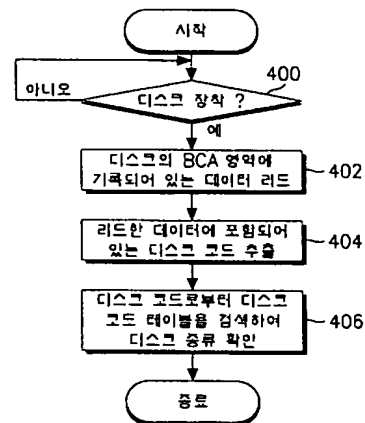 시작
400
디스크 장착 ?
아니오
예
디스크의 BCA 영역에
기록되어 있는 데이터 리드
402
리드한 데이터에 포함되어
있는 디스크 코드 추출
404
디스크 코드로부터 디스크
코드 테이블을 검색하여
디스크 종류 확인
406
종료